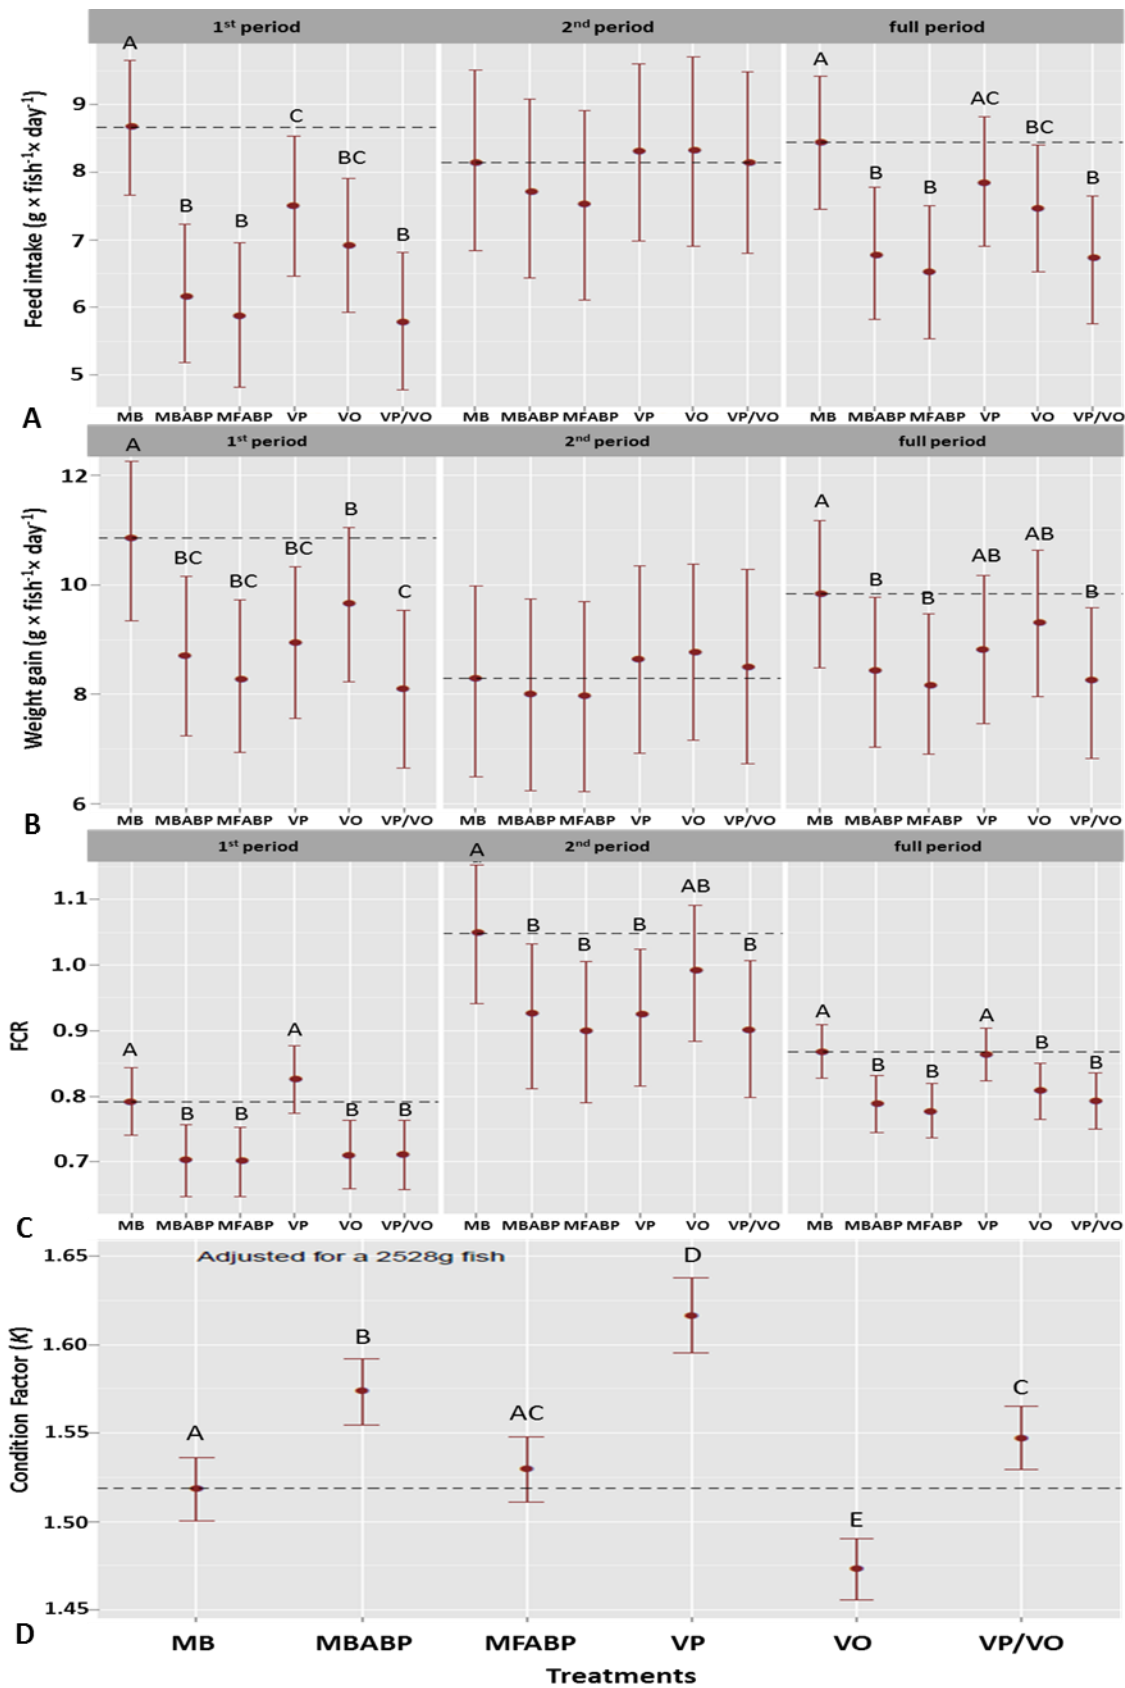 1st period 2nd period full period
A A
C AC
BC BC
B B B B B B
Feed intake (g x fish-1x day-1)
9
8
7
6
5
MB MBABP MFABP VP VO VP/VO MB MBABP MFABP VP VO VP/VO MB MBABP MFABP VP VO VP/VO
A
1st period 2nd period full period
A A
B AB
BC BC BC AB
C B B B
Weight gain (g x fish-1x day-1)
12
10
8
6
MB MBABP MFABP VP VO VP/VO MB MBABP MFABP VP VO VP/VO MB MBABP MFABP VP VO VP/VO
B
1st period 2nd period full period
A AB
B B B B
A A A A
B B B B B B B B
FCR
1.1
1.0
0.9
0.8
0.7
MB MBABP MFABP VP VO VP/VO MB MBABP MFABP VP VO VP/VO MB MBABP MFABP VP VO VP/VO
C
Adjusted for a 2528g fish
D
B
C
AC
A
E
Condition Factor (K)
1.65
1.60
1.55
1.50
1.45
D
MB MBABP MFABP VP VO VP/VO
Treatments